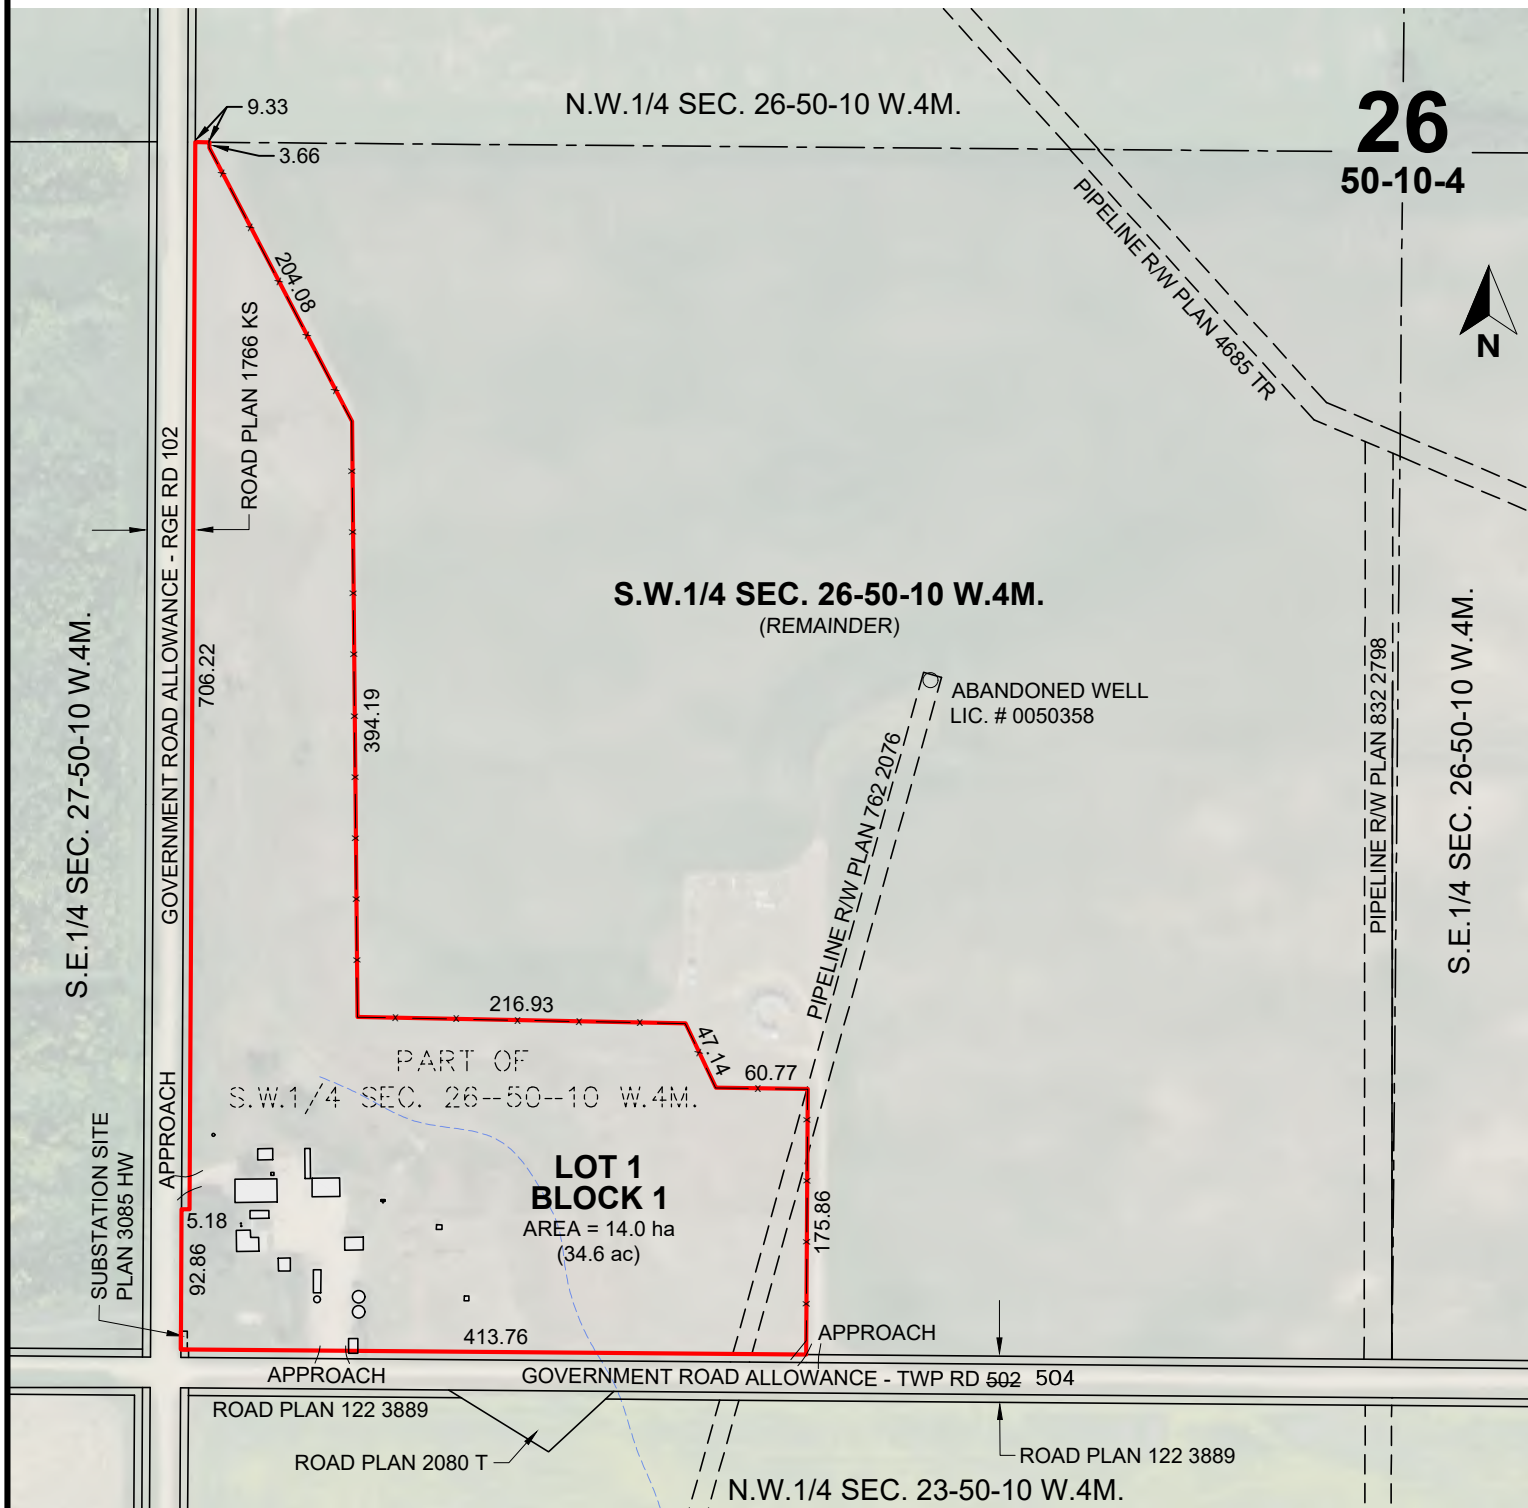 9.33
N.W.1/4 SEC. 26-50-10 W.4M.
26
50-10-4
3.66
204.08
PIPELINE R/W PLAN 4685 TR
N
ROAD PLAN 1766 KS
GOVERNMENT ROAD ALLOWANCE - RGE RD 102
S.W.1/4 SEC. 26-50-10 W.4M.
(REMAINDER)
S.E.1/4 SEC. 27-50-10 W.4M.
706.22
394.19
ABANDONED WELL
LIC. # 0050358
PIPELINE R/W PLAN 762 2076
PIPELINE R/W PLAN 832 2798
S.E.1/4 SEC. 26-50-10 W.4M.
216.93
47.14
60.77
PART OF
S.W.1/4 SEC. 26--50--10 W.4M.
APPROACH
SUBSTATION SITE
PLAN 3085 HW
LOT 1
BLOCK 1
AREA = 14.0 ha
(34.6 ac)
5.18
92.86
175.86
413.76
APPROACH
APPROACH
GOVERNMENT ROAD ALLOWANCE - TWP RD 502 504
ROAD PLAN 122 3889
ROAD PLAN 2080 T
ROAD PLAN 122 3889
N.W.1/4 SEC. 23-50-10 W.4M.